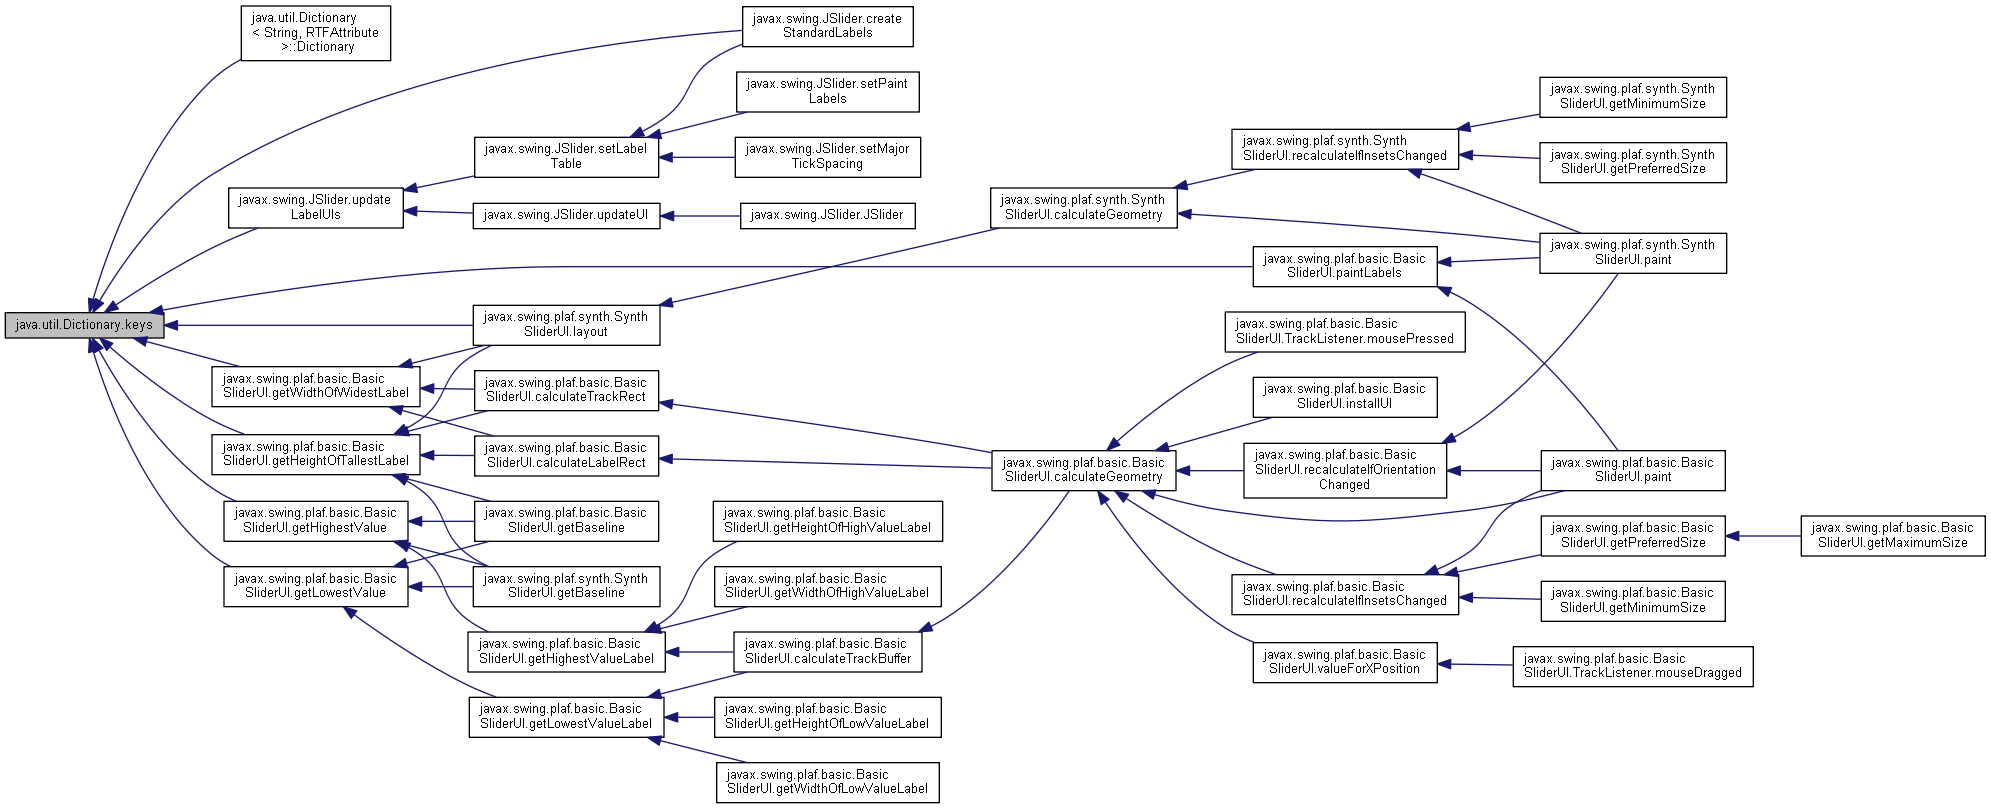 java.util.Dictionary
< String, RTFAttribute
>::Dictionary
javax.swing.JSlider.create
StandardLabels
javax.swing.JSlider.setPaint
Labels
javax.swing.JSlider.setLabel
Table
javax.swing.JSlider.setMajor
TickSpacing
javax.swing.JSlider.update
LabelUIs
javax.swing.JSlider.updateUI
javax.swing.JSlider.JSlider
javax.swing.plaf.synth.Synth
SliderUI.getMinimumSize
javax.swing.plaf.synth.Synth
SliderUI.recalculateIfInsetsChanged
javax.swing.plaf.synth.Synth
SliderUI.getPreferredSize
javax.swing.plaf.synth.Synth
SliderUI.calculateGeometry
javax.swing.plaf.synth.Synth
SliderUI.paint
javax.swing.plaf.basic.Basic
SliderUI.paintLabels
java.util.Dictionary.keys
javax.swing.plaf.synth.Synth
SliderUI.layout
javax.swing.plaf.basic.Basic
SliderUI.TrackListener.mousePressed
javax.swing.plaf.basic.Basic
SliderUI.getWidthOfWidestLabel
javax.swing.plaf.basic.Basic
SliderUI.calculateTrackRect
javax.swing.plaf.basic.Basic
SliderUI.installUI
javax.swing.plaf.basic.Basic
SliderUI.getHeightOfTallestLabel
javax.swing.plaf.basic.Basic
SliderUI.calculateLabelRect
javax.swing.plaf.basic.Basic
SliderUI.calculateGeometry
javax.swing.plaf.basic.Basic
SliderUI.recalculateIfOrientation
Changed
javax.swing.plaf.basic.Basic
SliderUI.paint
javax.swing.plaf.basic.Basic
SliderUI.getHighestValue
javax.swing.plaf.basic.Basic
SliderUI.getBaseline
javax.swing.plaf.basic.Basic
SliderUI.getHeightOfHighValueLabel
javax.swing.plaf.basic.Basic
SliderUI.getPreferredSize
javax.swing.plaf.basic.Basic
SliderUI.getMaximumSize
javax.swing.plaf.basic.Basic
SliderUI.getLowestValue
javax.swing.plaf.synth.Synth
SliderUI.getBaseline
javax.swing.plaf.basic.Basic
SliderUI.getWidthOfHighValueLabel
javax.swing.plaf.basic.Basic
SliderUI.recalculateIfInsetsChanged
javax.swing.plaf.basic.Basic
SliderUI.getMinimumSize
javax.swing.plaf.basic.Basic
SliderUI.getHighestValueLabel
javax.swing.plaf.basic.Basic
SliderUI.calculateTrackBuffer
javax.swing.plaf.basic.Basic
SliderUI.valueForXPosition
javax.swing.plaf.basic.Basic
SliderUI.TrackListener.mouseDragged
javax.swing.plaf.basic.Basic
SliderUI.getLowestValueLabel
javax.swing.plaf.basic.Basic
SliderUI.getHeightOfLowValueLabel
javax.swing.plaf.basic.Basic
SliderUI.getWidthOfLowValueLabel